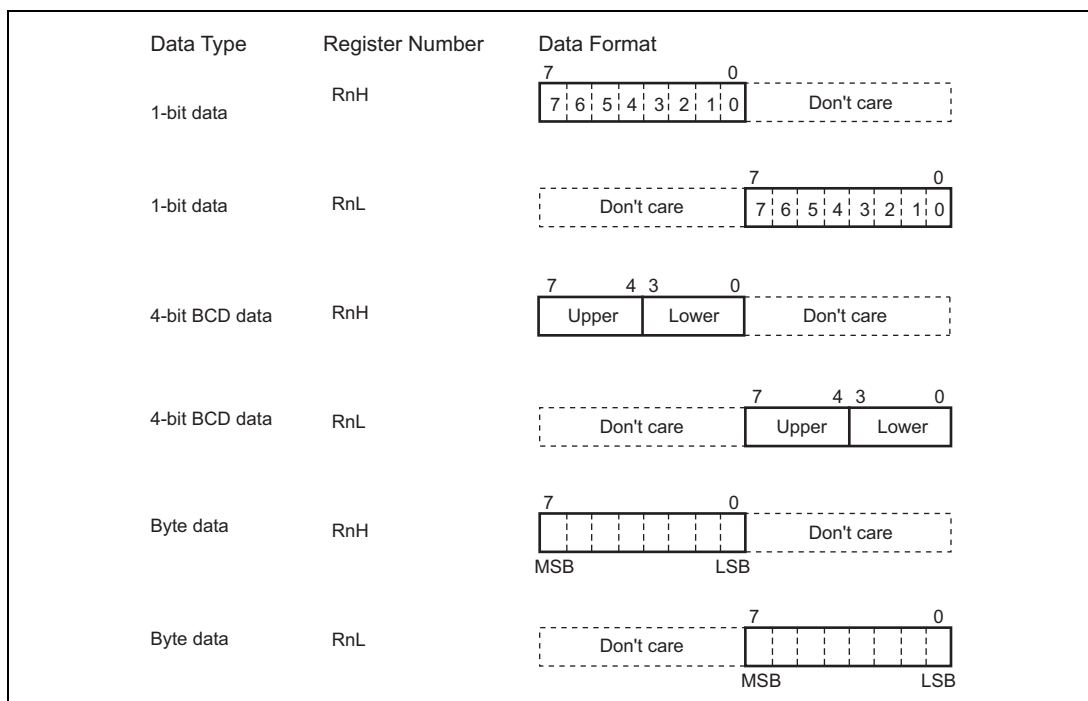 Data Type Register Number Data Format
7 0
1-bit data RnH 7 6 5 4 3 2 1 0 Don't care
7 0
1-bit data RnL Don't care 7 6 5 4 3 2 1 0
7 4 3 0
4-bit BCD data RnH Upper Lower Don't care
7 4 3 0
4-bit BCD data RnL Don't care Upper Lower
7 0
Byte data RnH Don't care
MSB LSB
7 0
Byte data RnL Don't care
MSB LSB